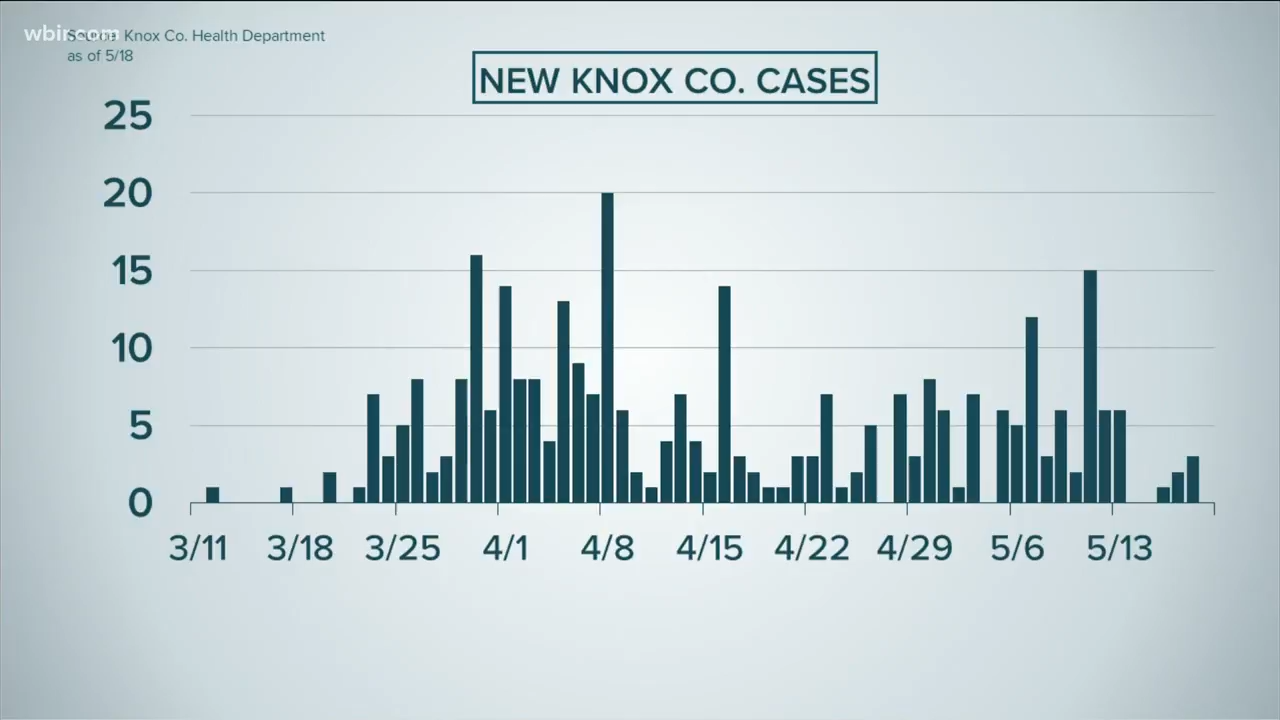 wbir.com
Source: Knox Co. Health Department
as of 5/18
NEW KNOX CO. CASES
25
20
15
10
5
0
3/11 3/18 3/25 4/1 4/8 4/15 4/22 4/29 5/6 5/13